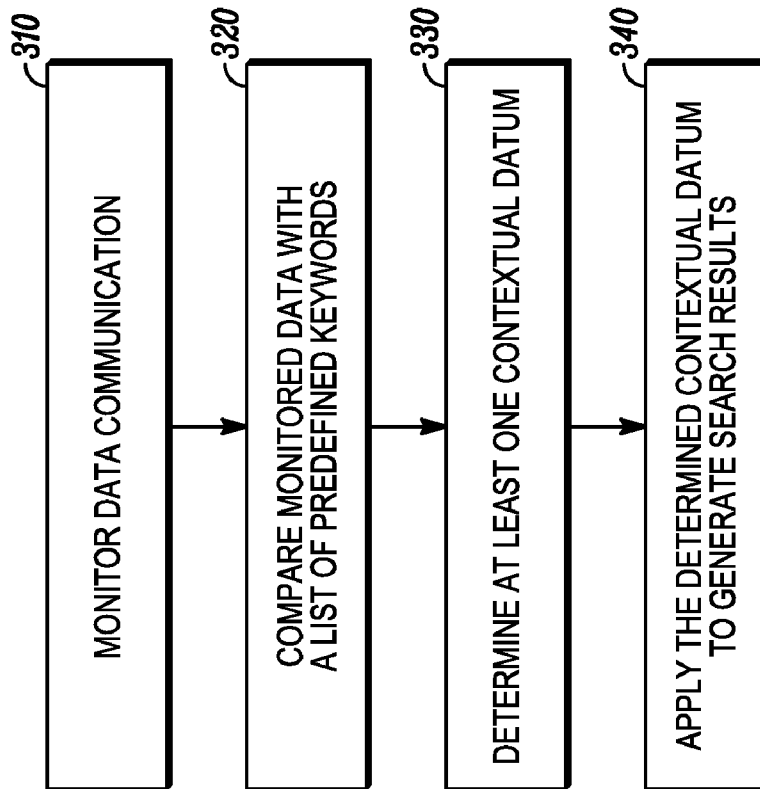 310
MONITOR DATA COMMUNICATION
320
COMPARE MONITORED DATA WITH
A LIST OF PREDEFINED KEYWORDS
330
DETERMINE AT LEAST ONE CONTEXTUAL DATUM
340
APPLY THE DETERMINED CONTEXTUAL DATUM
TO GENERATE SEARCH RESULTS